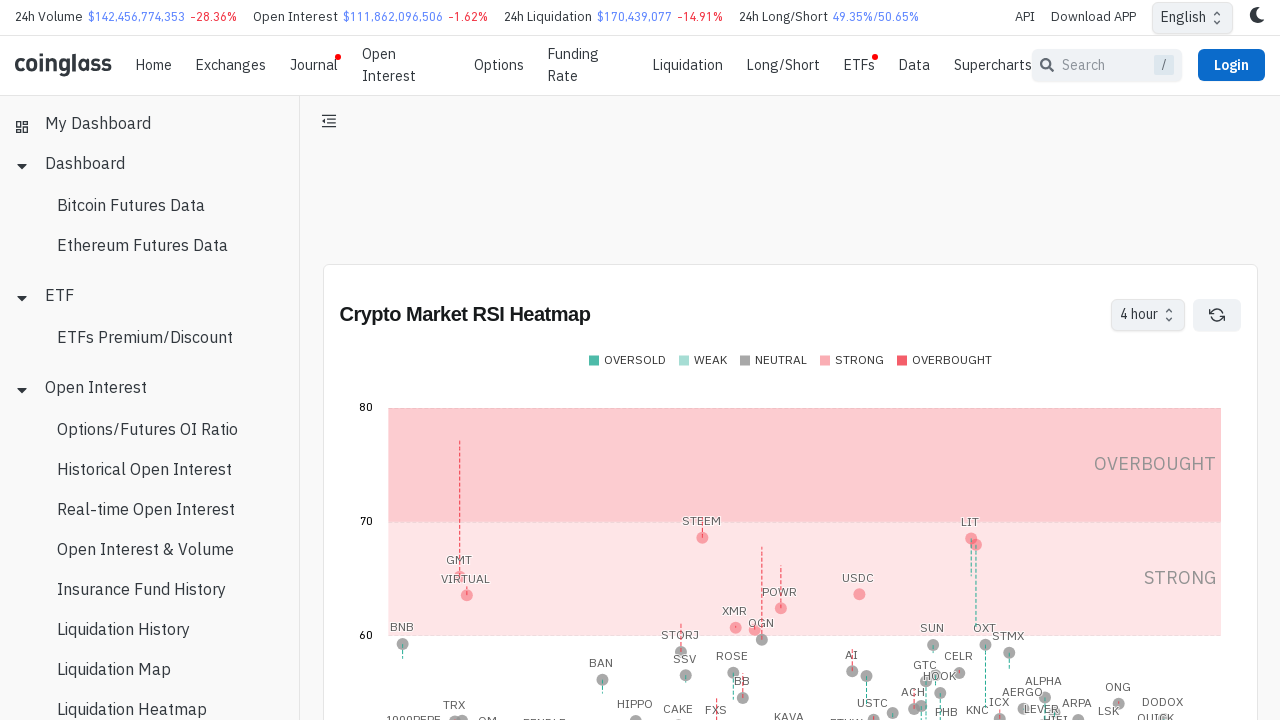 24h Volume $142,456,774,353 -28.36% Open Interest $111,862,096,506 -1.62% 24h Liquidation $170,439,077 -14.91% 24h Long/Short 49.35%/50.65% API Download APP English
coinglass Home Exchanges Journal Open Interest Options Funding Rate Liquidation Long/Short ETFs Data Supercharts Search / Login
My Dashboard
Dashboard
Bitcoin Futures Data
Ethereum Futures Data
ETF
ETFs Premium/Discount
Open Interest
Options/Futures OI Ratio
Historical Open Interest
Real-time Open Interest
Open Interest & Volume
Insurance Fund History
Liquidation History
Liquidation Map
Liquidation Heatmap
Crypto Market RSI Heatmap 4 hour
OVERSOLD WEAK NEUTRAL STRONG OVERBOUGHT
80
OVERBOUGHT
70 STEEM LIT
GMT
VIRTUAL USDC STRONG
POWR
XMR
OGN
BNB STORJ SUN OXT
60 STMX
BAN SSV ROSE AI CELR
GTC
BB HOOK ALPHA
ACH AERGO ONG
TRX HIPPO CAKE FXS USTC PHB KNC ICX LEVER ARPA LSK DODOX
1000PEPE OM KAVA HIFI QUICK